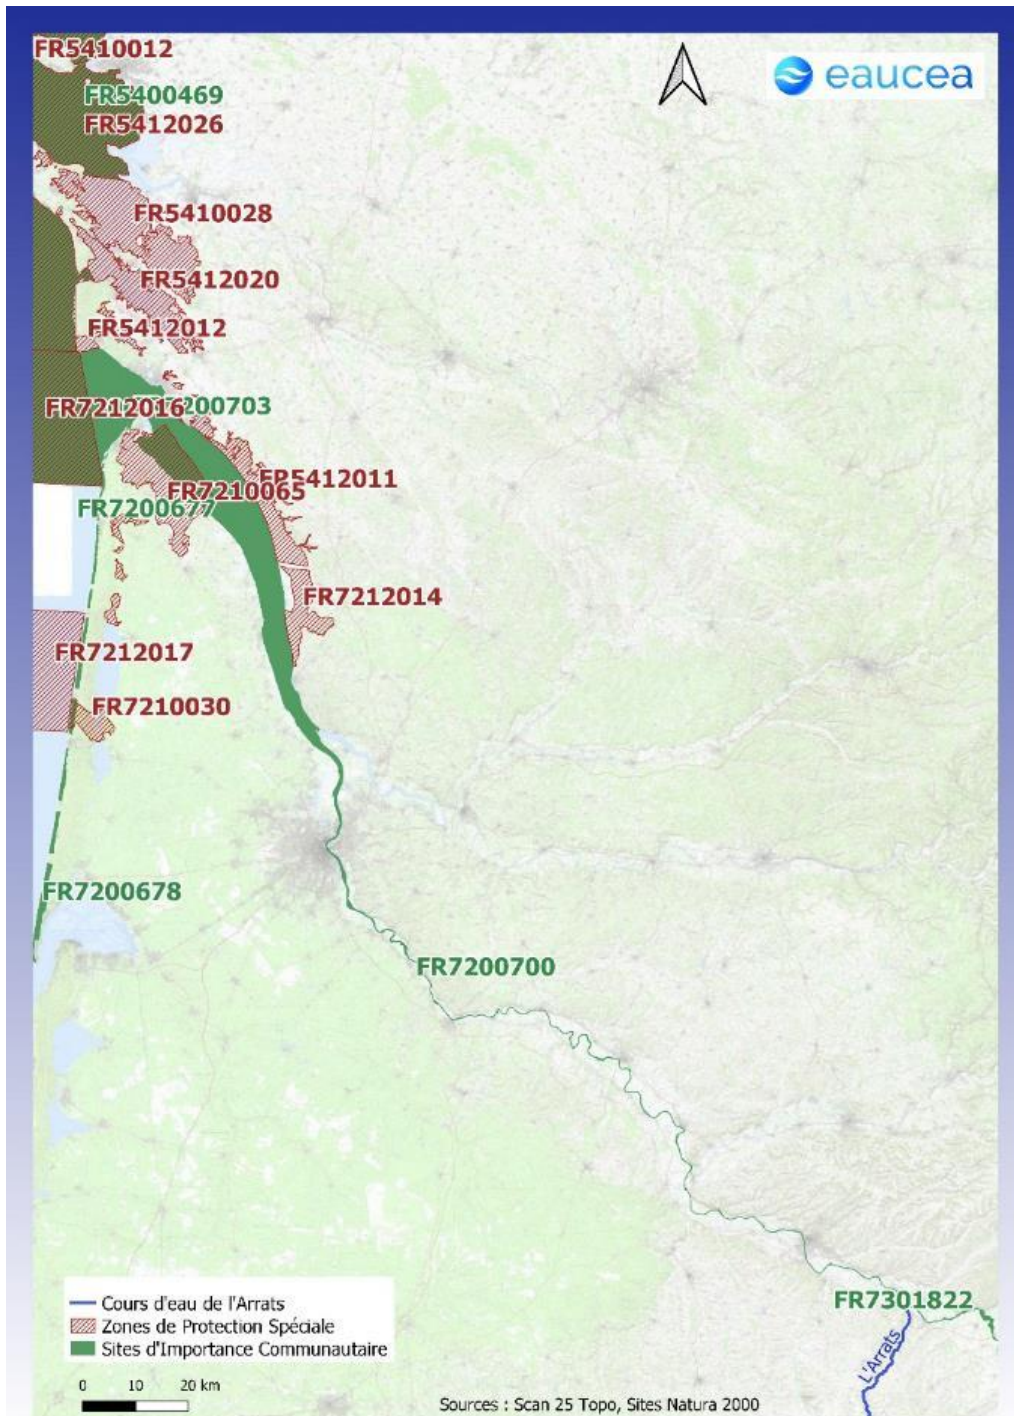 FR5410012
eaucea
FR5400469
FR5412026
FR5410028
FR5412020
FR5412012
FR7212016
200703
FR5412011
FR7210065
FR7200677
FR7212014
FR7212017
FR7210030
FR7200678
FR7200700
FR7301822
L'Arrats
Cours d'eau de l'Arrats
Zones de Protection Spéciale
Sites d'Importance Communautaire
0 10 20 km
Sources : Scan 25 Topo, Sites Natura 2000